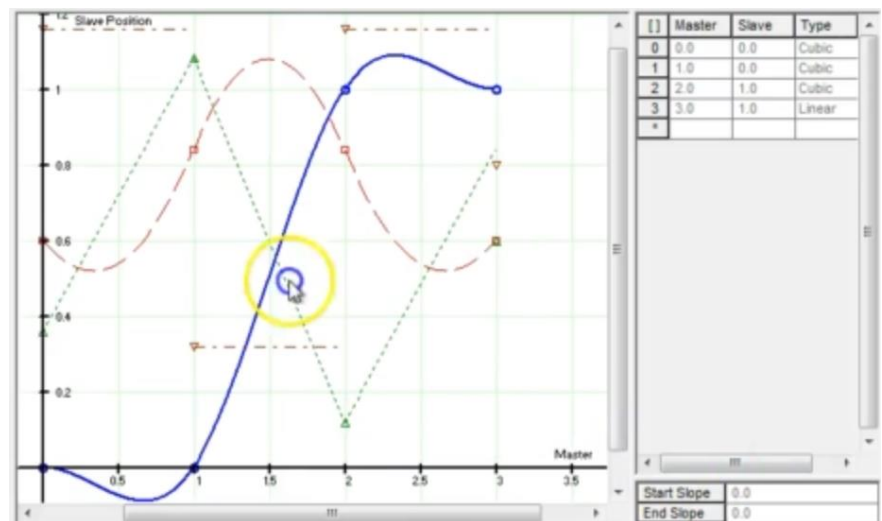 1.2 Slave Position
1
0.8
0.6
0.4
0.2
Master
0.5 1 1.5 2 2.5 3 3.5
[ ] Master Slave Type
0 0.0 0.0 Cubic
1 1.0 0.0 Cubic
2 2.0 1.0 Cubic
3 3.0 1.0 Linear
*
Start Slope 0.0
End Slope 0.0